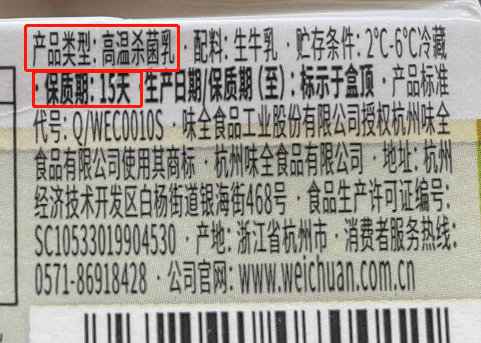 产品类型: 高温杀菌乳 · 配料: 生牛乳 · 贮存条件: 2℃-6℃冷藏
· 保质期: 15天 生产日期/保质期(至): 标示于盒顶 · 产品标准
代号: Q/WEC0010S · 味全食品工业股份有限公司授权杭州味全
食品有限公司使用其商标 · 杭州味全食品有限公司 · 地址: 杭州
经济技术开发区白杨街道银海街468号 · 食品生产许可证编号:
SC10533019904530 · 产地: 浙江省杭州市 · 消费者服务热线:
0571-86918428 · 公司官网: www.weichuan.com.cn